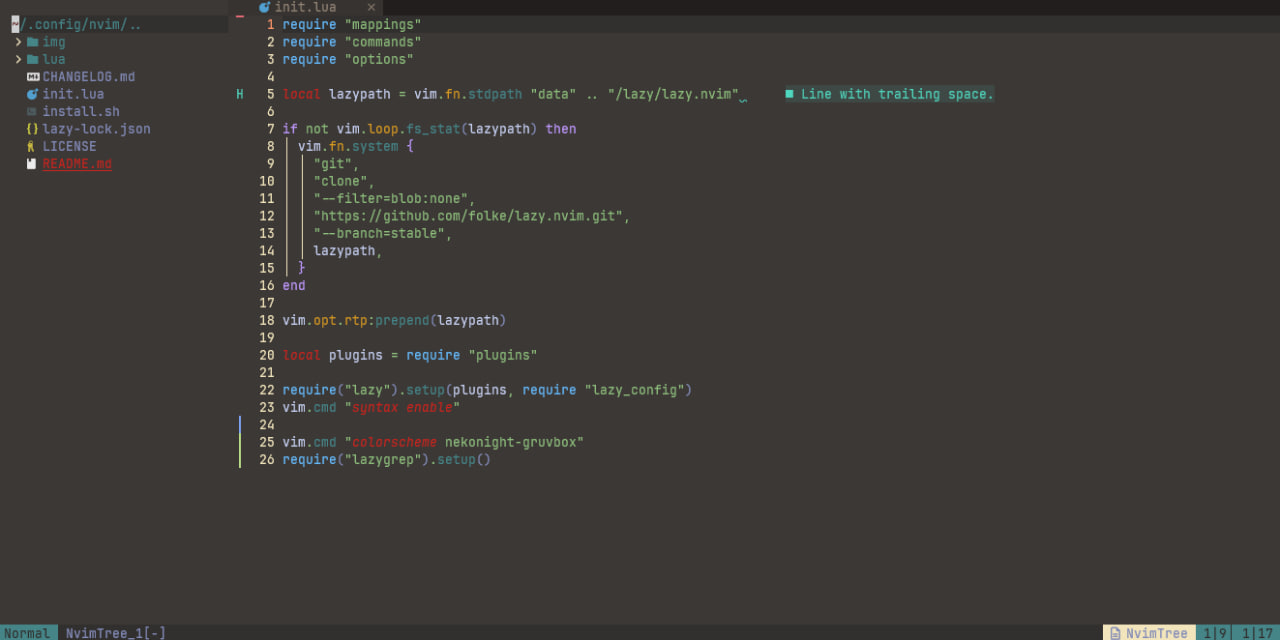 init.lua
~/.config/nvim/..
img
lua
CHANGELOG.md
init.lua
install.sh
lazy-lock.json
LICENSE
README.md
1 require "mappings"
2 require "commands"
3 require "options"
4
H 5 local lazypath = vim.fn.stdpath "data" .. "/lazy/lazy.nvim" ■ Line with trailing space.
6
7 if not vim.loop.fs_stat(lazypath) then
8 vim.fn.system {
9 "git",
10 "clone",
11 "--filter=blob:none",
12 "https://github.com/folke/lazy.nvim.git",
13 "--branch=stable",
14 lazypath,
15 }
16 end
17
18 vim.opt.rtp:prepend(lazypath)
19
20 local plugins = require "plugins"
21
22 require("lazy").setup(plugins, require "lazy_config")
23 vim.cmd "syntax enable"
24
25 vim.cmd "colorscheme nekonight-gruvbox"
26 require("lazygrep").setup()
Normal NvimTree_1[-] NvimTree 1|9 1|17